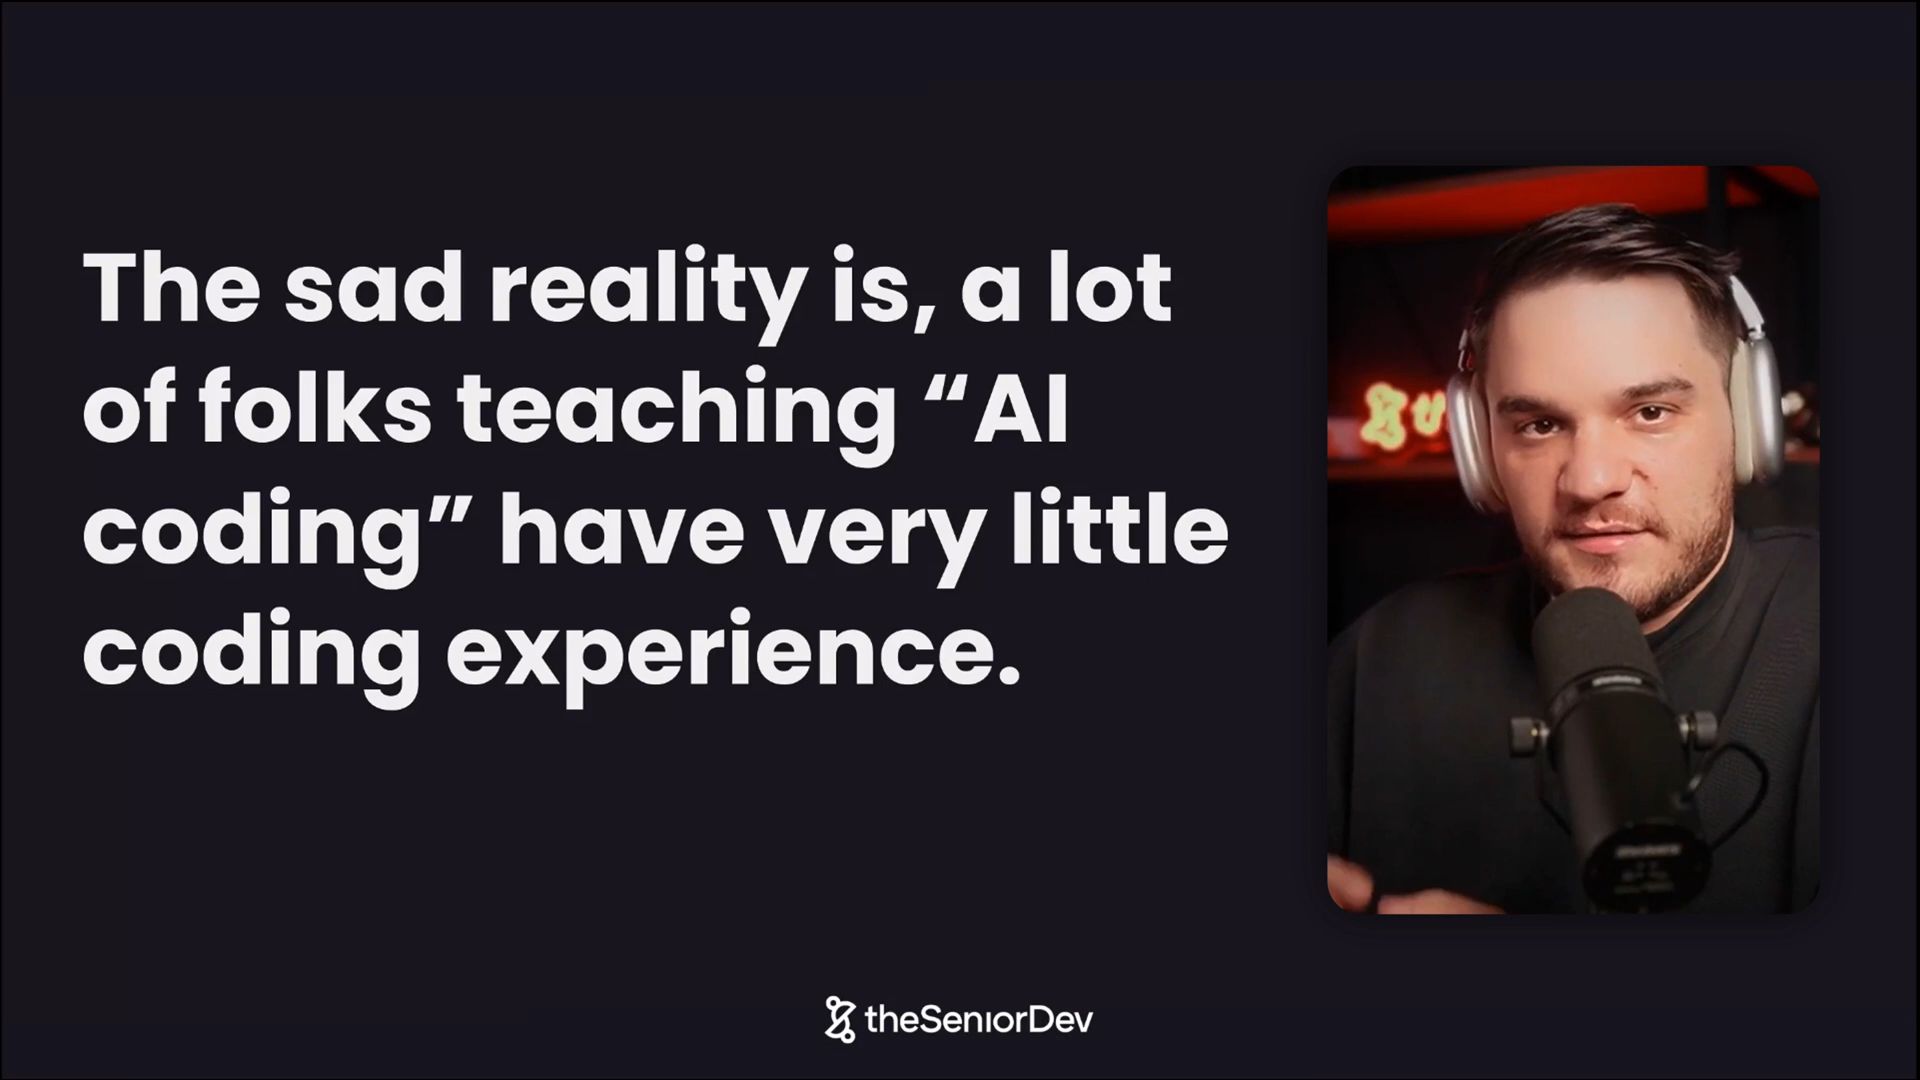 The sad reality is, a lot
of folks teaching “AI
coding” have very little
coding experience.
theSeniorDev